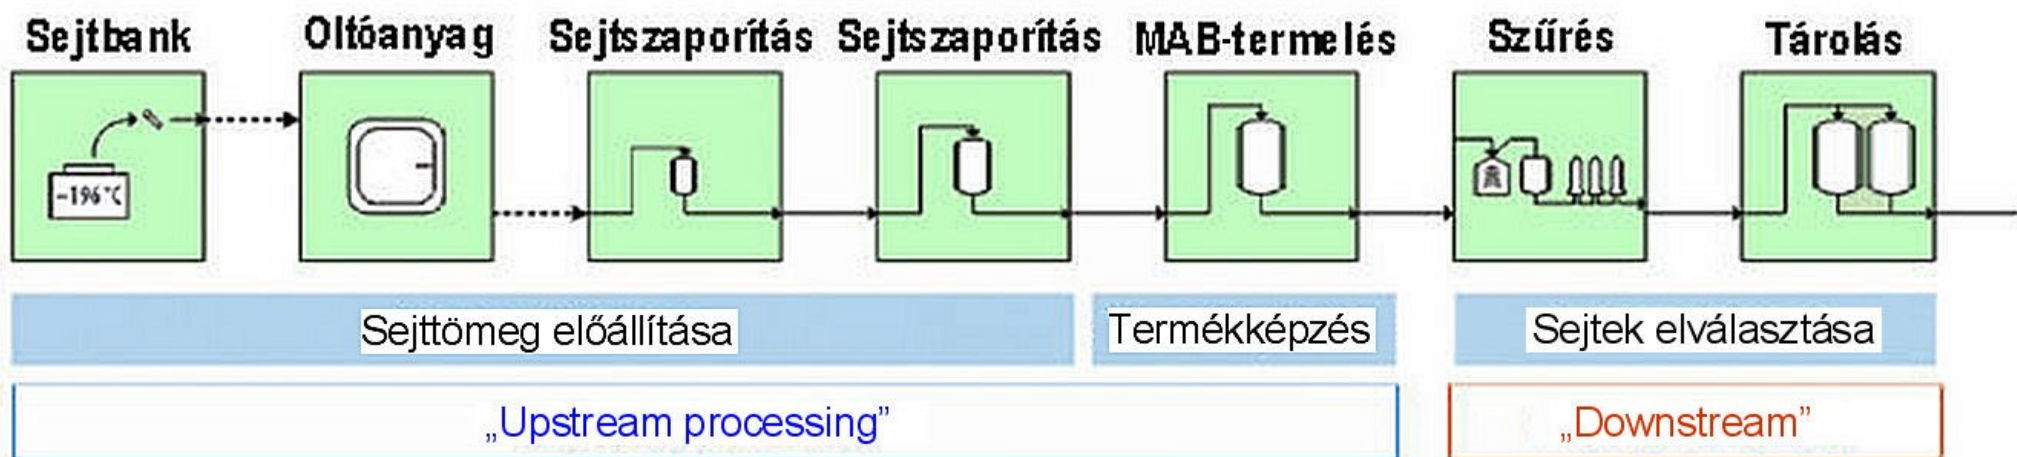 Sejtbank Oltóanyag Sejtszaporítás Sejtszaporítás MAB-termelés Szűrés Tárolás
-196°C
Sejttömeg előállítása Termékképzés Sejtek elválasztása
„Upstream processing” „Downstream”